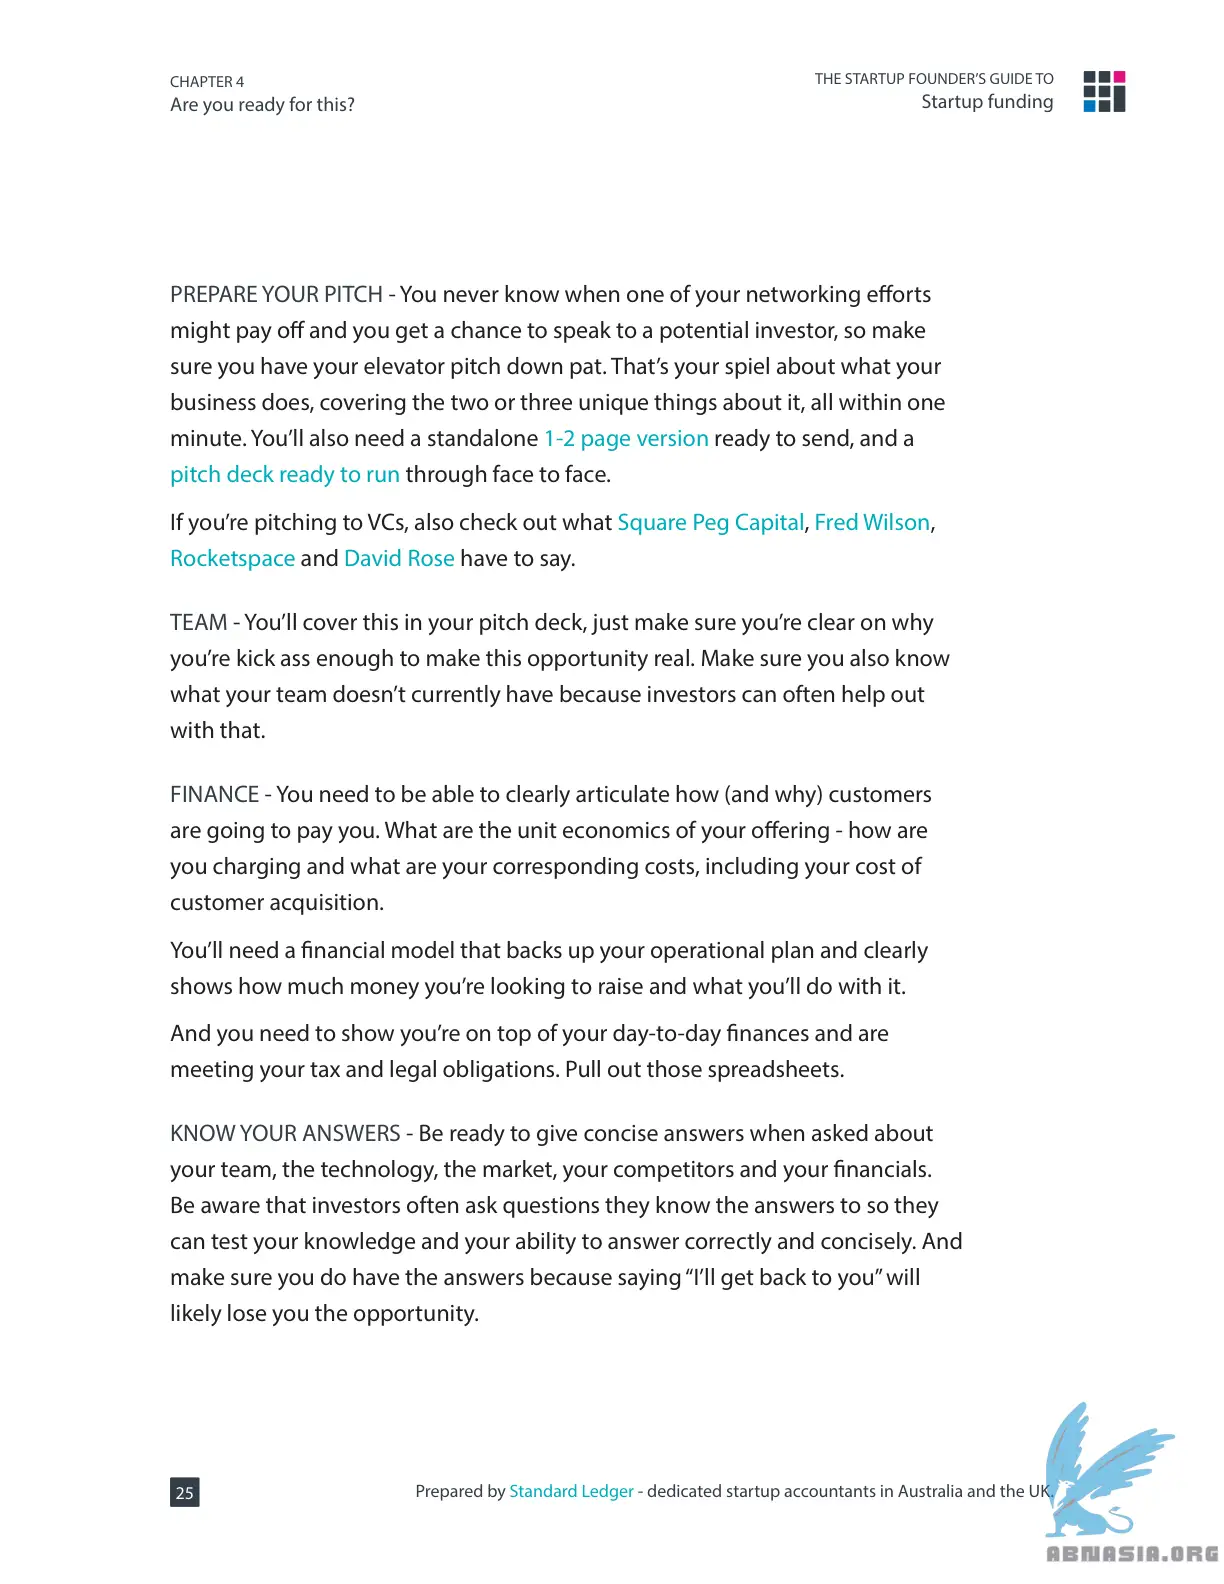 CHAPTER 4
Are you ready for this?
THE STARTUP FOUNDER'S GUIDE TO
Startup funding
PREPARE YOUR PITCH - You never know when one of your networking efforts
might pay off and you get a chance to speak to a potential investor, so make
sure you have your elevator pitch down pat. That’s your spiel about what your
business does, covering the two or three unique things about it, all within one
minute. You’ll also need a standalone 1-2 page version ready to send, and a
pitch deck ready to run through face to face.
If you’re pitching to VCs, also check out what Square Peg Capital, Fred Wilson,
Rocketspace and David Rose have to say.
TEAM - You’ll cover this in your pitch deck, just make sure you’re clear on why
you’re kick ass enough to make this opportunity real. Make sure you also know
what your team doesn’t currently have because investors can often help out
with that.
FINANCE - You need to be able to clearly articulate how (and why) customers
are going to pay you. What are the unit economics of your offering - how are
you charging and what are your corresponding costs, including your cost of
customer acquisition.
You’ll need a financial model that backs up your operational plan and clearly
shows how much money you’re looking to raise and what you’ll do with it.
And you need to show you’re on top of your day-to-day finances and are
meeting your tax and legal obligations. Pull out those spreadsheets.
KNOW YOUR ANSWERS - Be ready to give concise answers when asked about
your team, the technology, the market, your competitors and your financials.
Be aware that investors often ask questions they know the answers to so they
can test your knowledge and your ability to answer correctly and concisely. And
make sure you do have the answers because saying “I’ll get back to you” will
likely lose you the opportunity.
25
Prepared by Standard Ledger - dedicated startup accountants in Australia and the UK.
ABNASIA.ORG